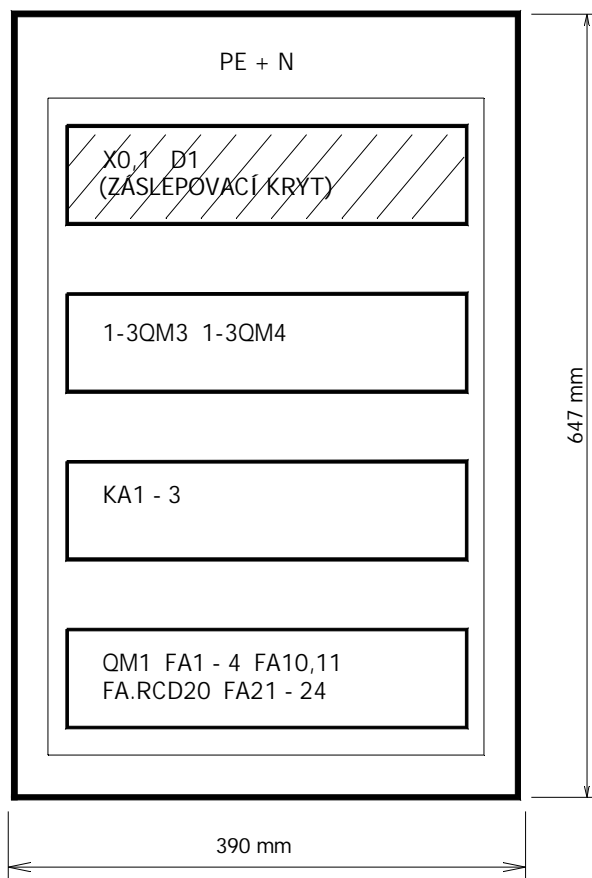 PE + N
X0,1 D1
(ZÁSLEPOVACÍ KRYT)
1-3QM3 1-3QM4
KA1 - 3
QM1 FA1 - 4 FA10,11
FA.RCD20 FA21 - 24
647 mm
390 mm